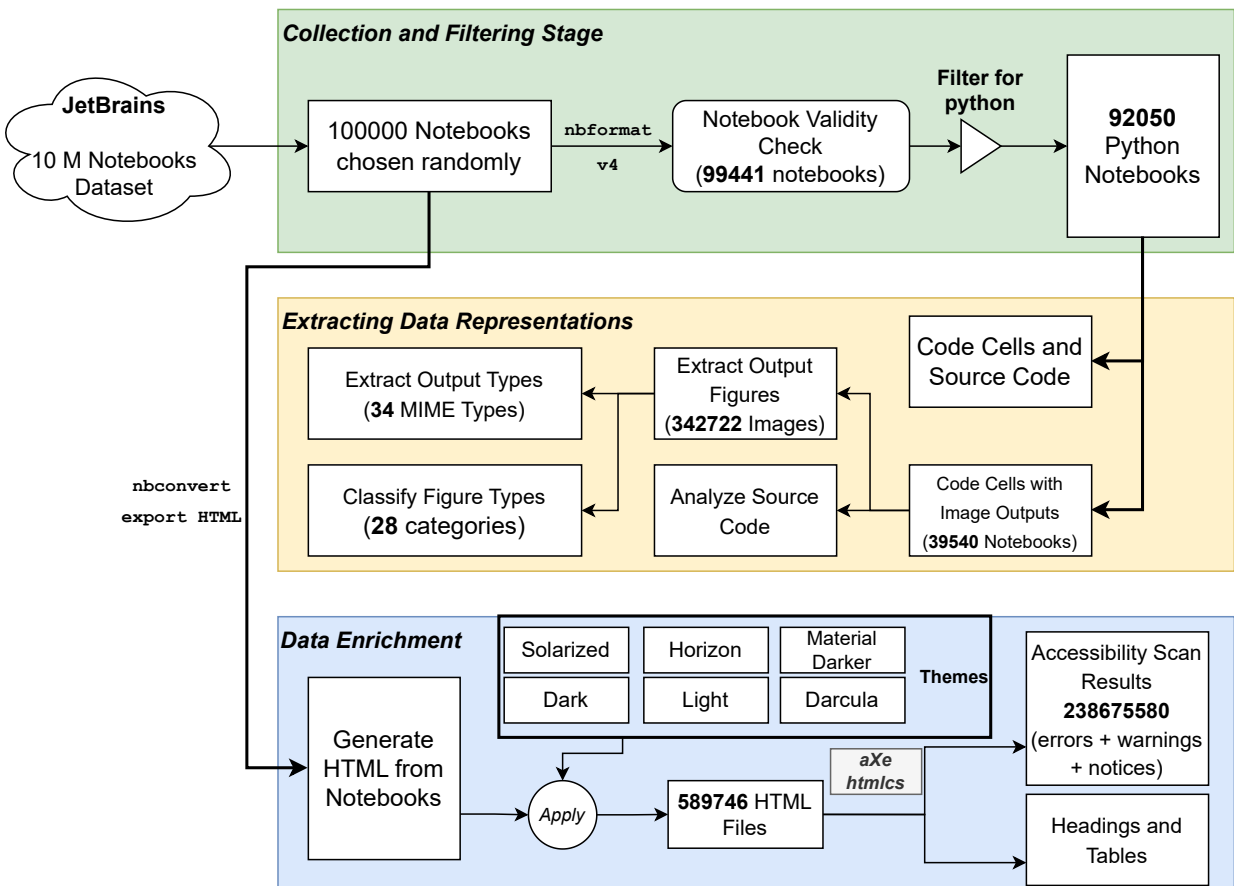 Collection and Filtering Stage
JetBrains
10 M Notebooks
Dataset
100000 Notebooks
chosen randomly
nbformat
v4
Notebook Validity
Check
(99441 notebooks)
Filter for
python
92050
Python
Notebooks
Extracting Data Representations
Extract Output Types
(34 MIME Types)
Extract Output
Figures
(342722 Images)
Code Cells and
Source Code
Classify Figure Types
(28 categories)
Analyze Source
Code
Code Cells with
Image Outputs
(39540 Notebooks)
nbconvert
export HTML
Data Enrichment
Solarized
Horizon
Material
Darker
Dark
Light
Darcula
Themes
Generate
HTML from
Notebooks
Apply
589746 HTML
Files
aXe
htmlcs
Accessibility Scan
Results
238675580
(errors + warnings
+ notices)
Headings and
Tables